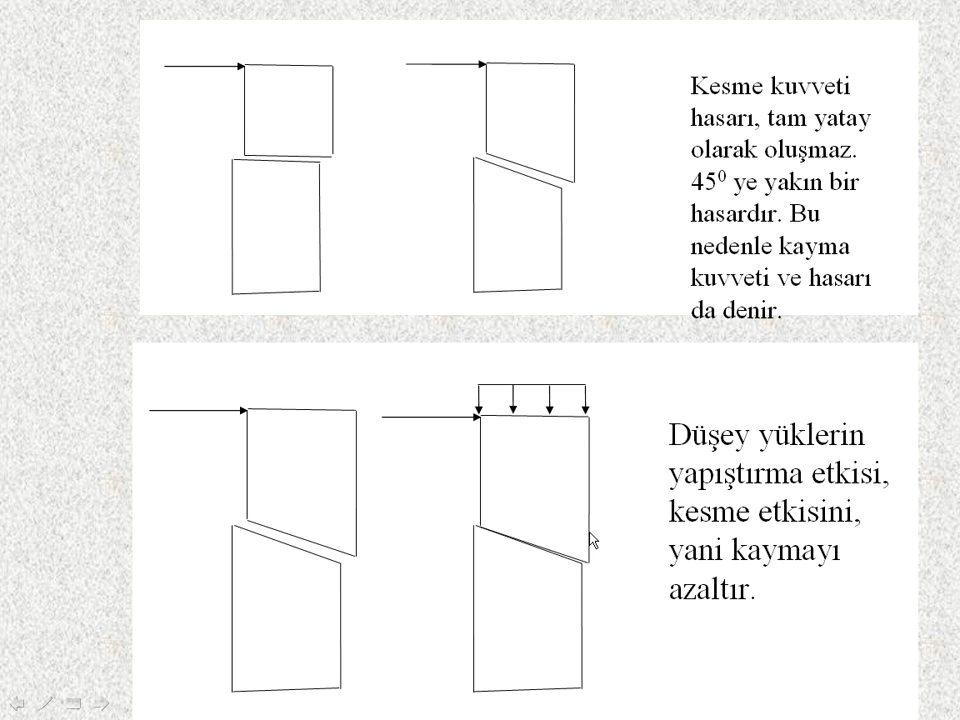 Kesme kuvveti
hasarı, tam yatay
olarak oluşmaz.
45⁰ ye yakın bir
hasardır. Bu
nedenle kayma
kuvveti ve hasarı
da denir.
Düşey yüklerin
yapıştırma etkisi,
kesme etkisini,
yani kaymayı
azaltır.